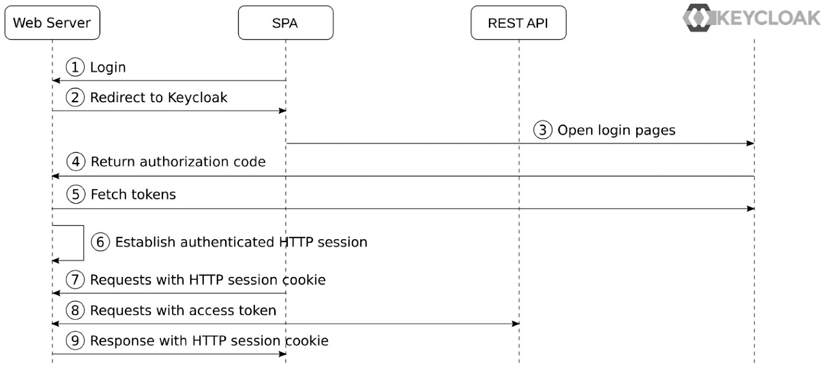 Web Server
SPA
REST API
KEYCLOAK
1 Login
2 Redirect to Keycloak
3 Open login pages
4 Return authorization code
5 Fetch tokens
6 Establish authenticated HTTP session
7 Requests with HTTP session cookie
8 Requests with access token
9 Response with HTTP session cookie